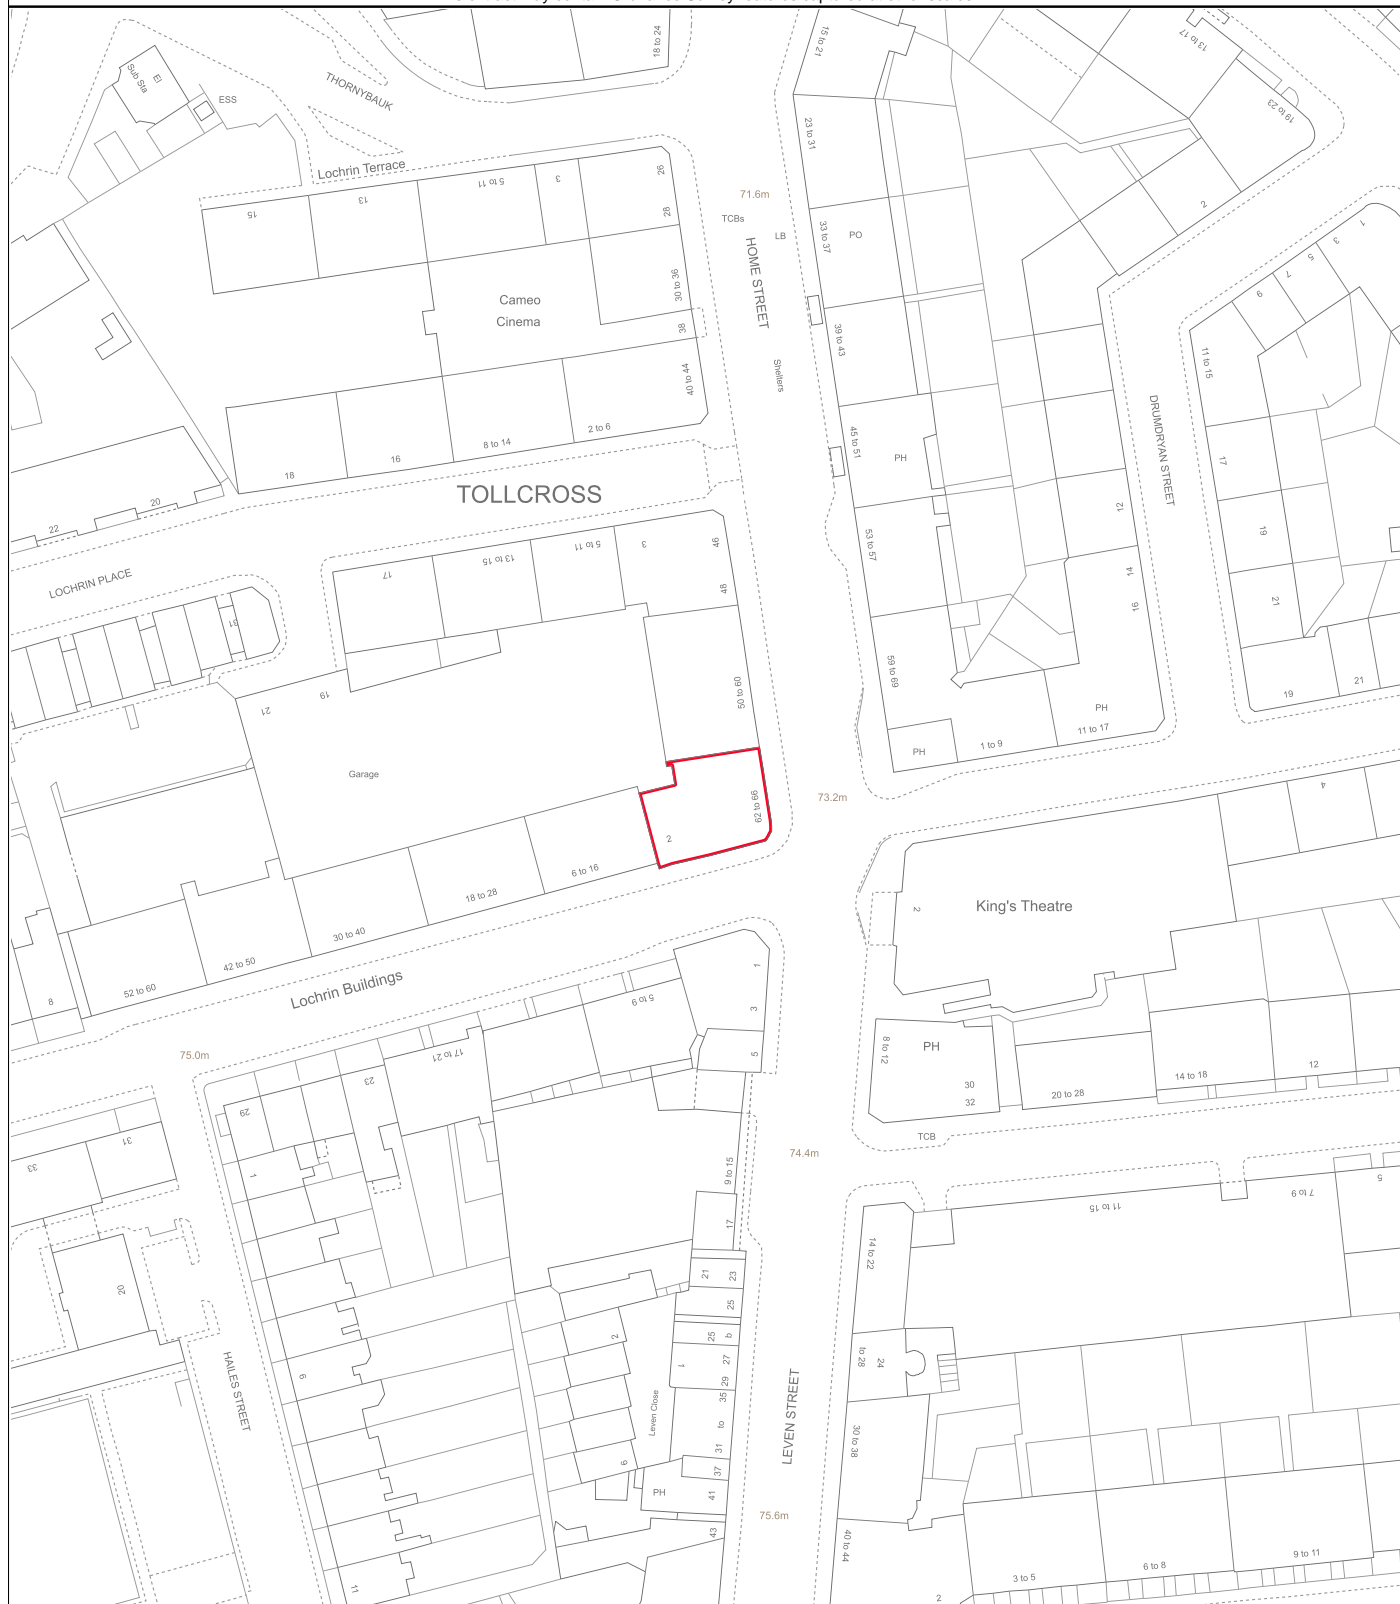 18 to 24
15 to 21
13 to 17
El
Sub Sta
ESS
THORNYBAUK
19 to 23
23 to 31
Lochrin Terrace
15
13
5 to 11
3
26
28
71.6m
TCBs
LB
HOME STREET
33 to 37
PO
2
1
3
5
7
9
Cameo
Cinema
30 to 36
38
40 to 44
39 to 43
Shelters
11 to 15
DRUMDRYAN STREET
18
16
8 to 14
2 to 6
45 to 51
PH
17
TOLLCROSS
22
20
12
53 to 57
46
48
3
5 to 11
13 to 15
17
19
14
16
21
LOCHRIN PLACE
31
59 to 69
PH
1 to 9
PH
11 to 17
19
21
19
21
50 to 60
Garage
73.2m
62 to 66
2
4
6 to 16
18 to 28
30 to 40
42 to 50
52 to 60
8
King's Theatre
2
Lochrin Buildings
1
3
5
5 to 9
17 to 21
23
29
75.0m
8 to 12
PH
30
32
20 to 28
14 to 18
12
TCB
74.4m
33
31
1
9 to 15
17
11 to 15
7 to 9
5
14 to 22
20
21
23
25
25
b
27
1
29
35
to
31
37
41
43
2
Leven Close
9
PH
HAILES STREET
6
11
LEVEN STREET
24
to 28
30 to 38
75.6m
40 to 44
3 to 5
6 to 8
9 to 11
2